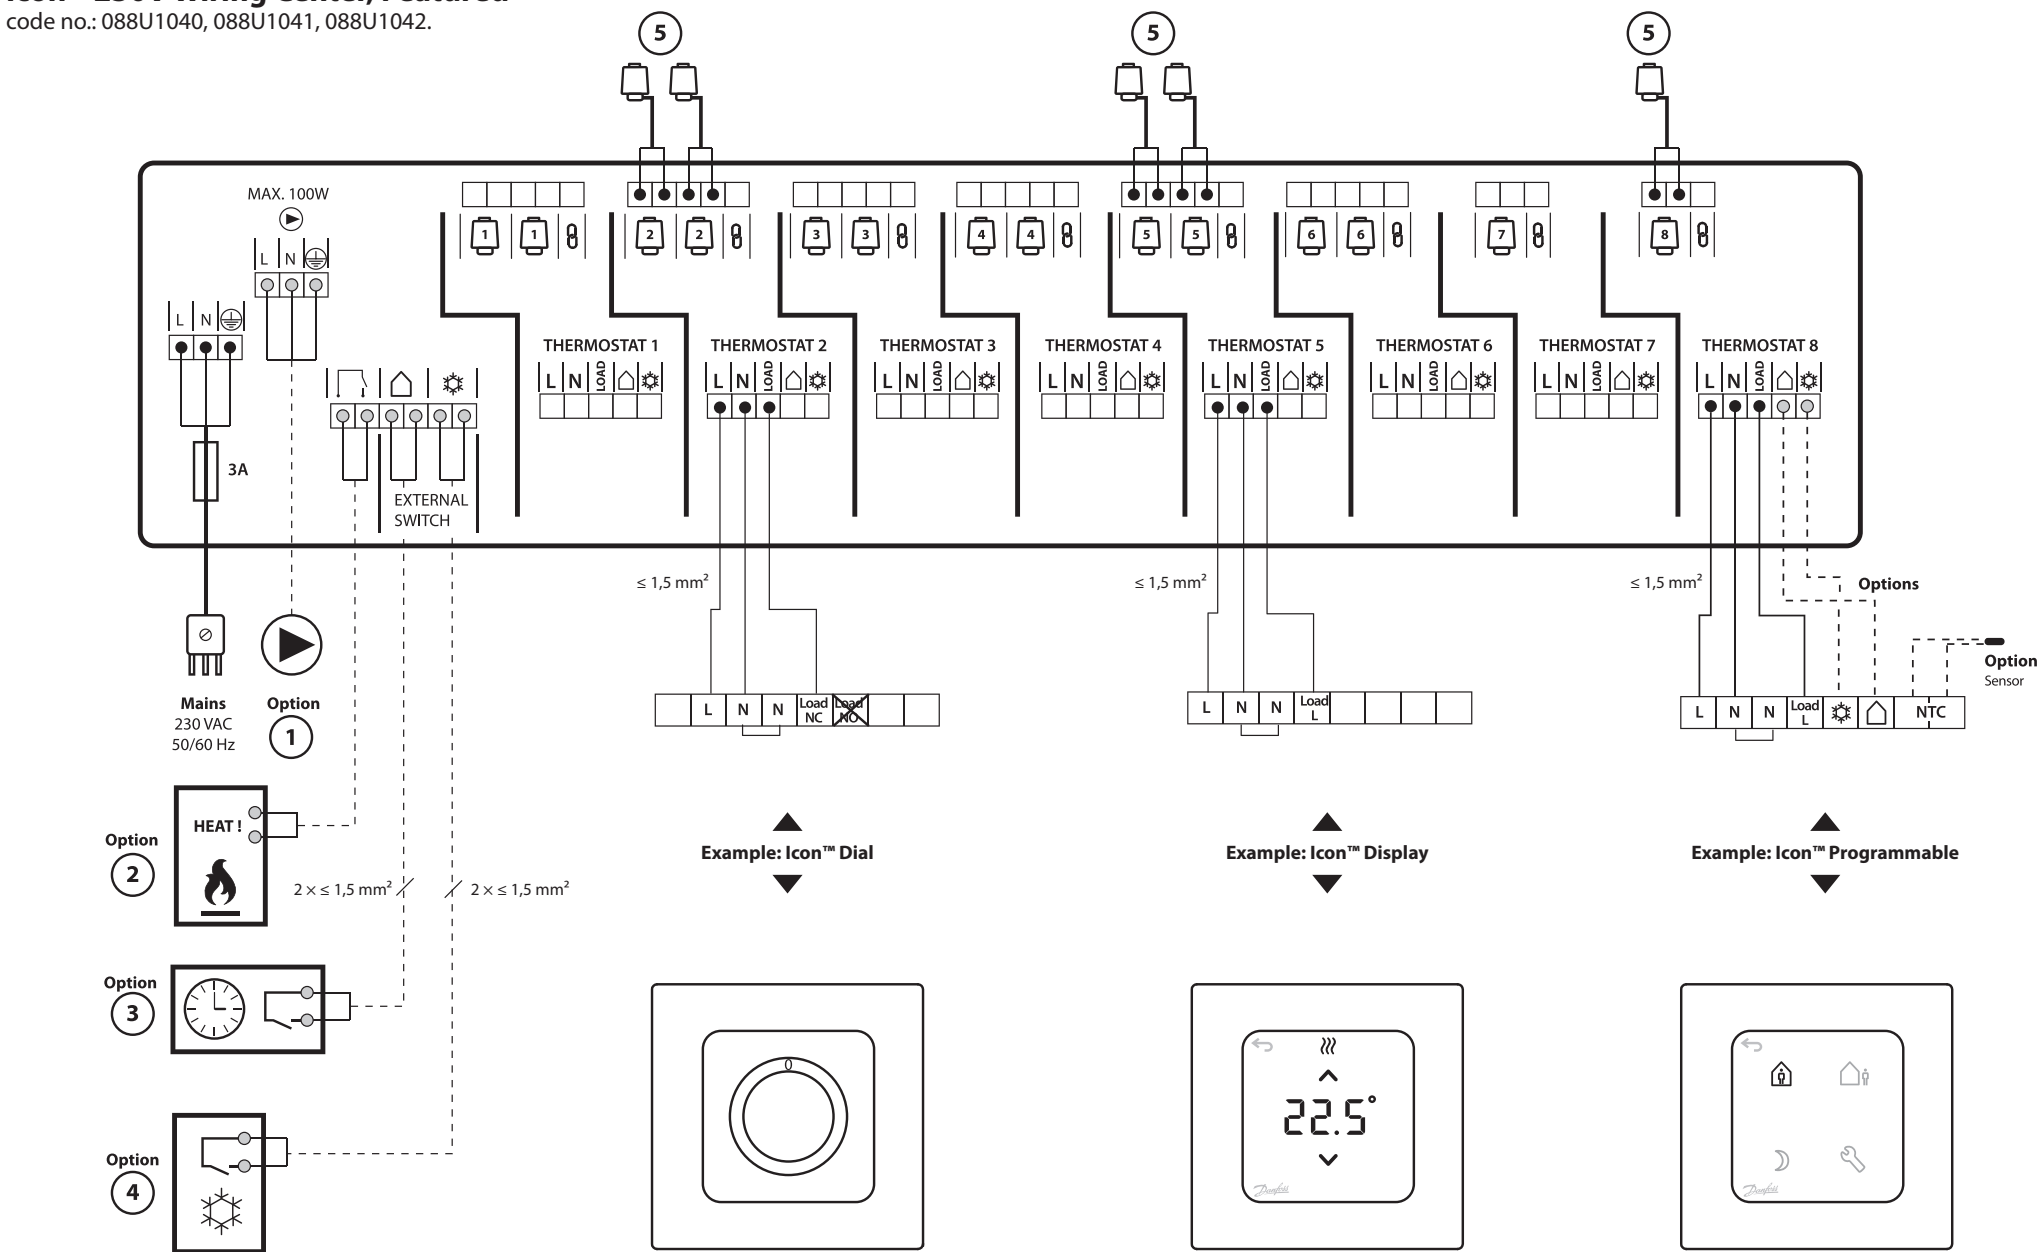 code no.: 088U1040, 088U1041, 088U1042.
5 5 5
MAX. 100W
L N
1 1 2 2 3 3 4 4 5 5 6 6 7 8
L N
THERMOSTAT 1 THERMOSTAT 2 THERMOSTAT 3 THERMOSTAT 4 THERMOSTAT 5 THERMOSTAT 6 THERMOSTAT 7 THERMOSTAT 8
L N LOAD L N LOAD L N LOAD L N LOAD L N LOAD L N LOAD L N LOAD L N LOAD
3A
EXTERNAL
SWITCH
≤ 1,5 mm² ≤ 1,5 mm² ≤ 1,5 mm² Options
Option
Sensor
Mains
230 VAC
50/60 Hz
Option
1
L N N Load NC Load NO
L N N Load L
L N N Load L NTC
HEAT !
Option
2
2 × ≤ 1,5 mm² 2 × ≤ 1,5 mm²
Example: Icon™ Dial
Example: Icon™ Display
Example: Icon™ Programmable
Option
3
Option
4
0
22.5°
Danfoss
Danfoss